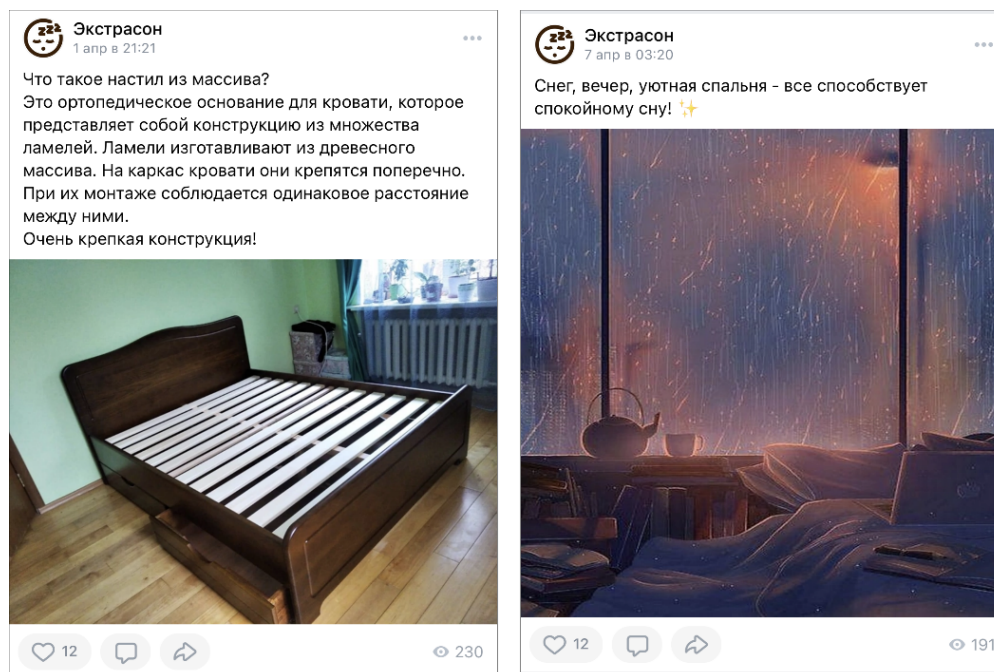 Экстрасон
1 апр в 21:21
Что такое настил из массива?
Это ортопедическое основание для кровати, которое
представляет собой конструкцию из множества
ламелей. Ламели изготавливают из древесного
массива. На каркас кровати они крепятся поперечно.
При их монтаже соблюдается одинаковое расстояние
между ними.
Очень крепкая конструкция!
12
230
Экстрасон
7 апр в 03:20
Снег, вечер, уютная спальня - все способствует
спокойному сну! ✨
12
191